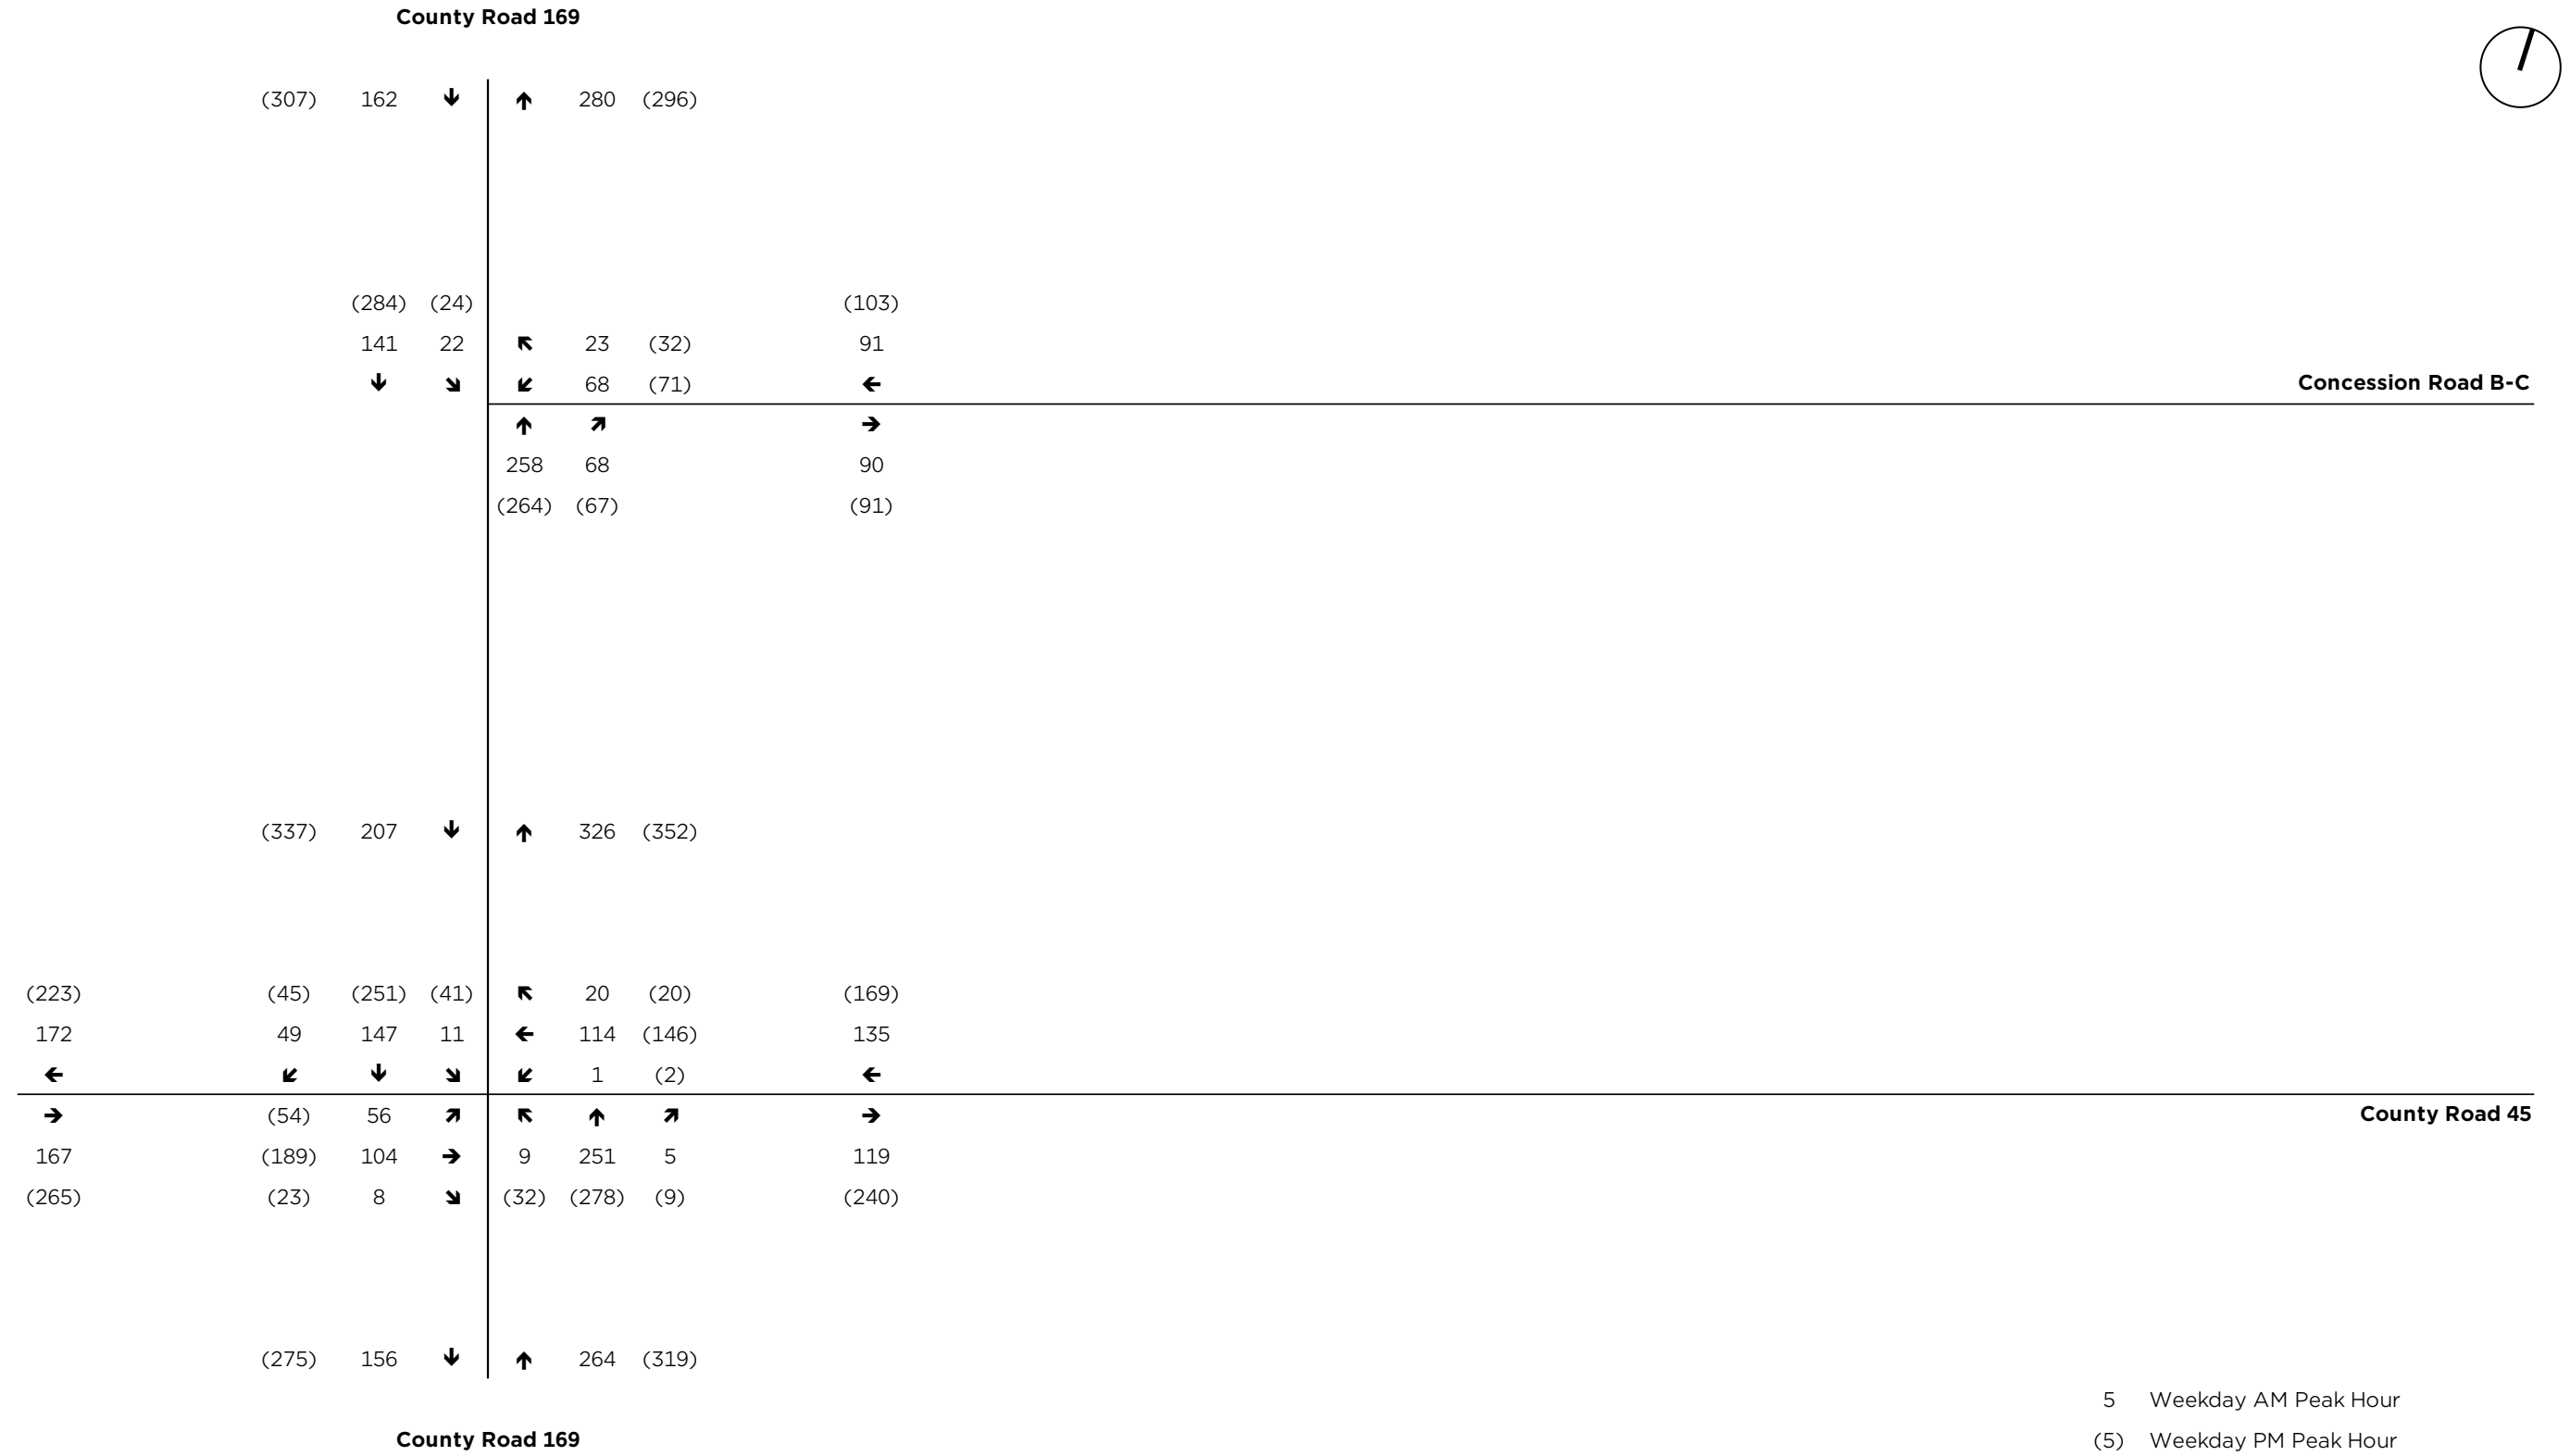 County Road 169
(307) 162 ↓ ↑ 280 (296)
(284) (24) (103)
141 22 ↖ 23 (32) 91
↓ ↘ ↙ 68 (71) ←
Concession Road B-C
↑ ↗ →
258 68 90
(264) (67) (91)
(337) 207 ↓ ↑ 326 (352)
(223) (45) (251) (41) ↖ 20 (20) (169)
172 49 147 11 ← 114 (146) 135
← ↙ ↓ ↘ ↙ 1 (2) ←
→ (54) 56 ↗ ↖ ↑ ↗ → County Road 45
167 (189) 104 → 9 251 5 119
(265) (23) 8 ↘ (32) (278) (9) (240)
(275) 156 ↓ ↑ 264 (319)
5 Weekday AM Peak Hour
County Road 169
(5) Weekday PM Peak Hour